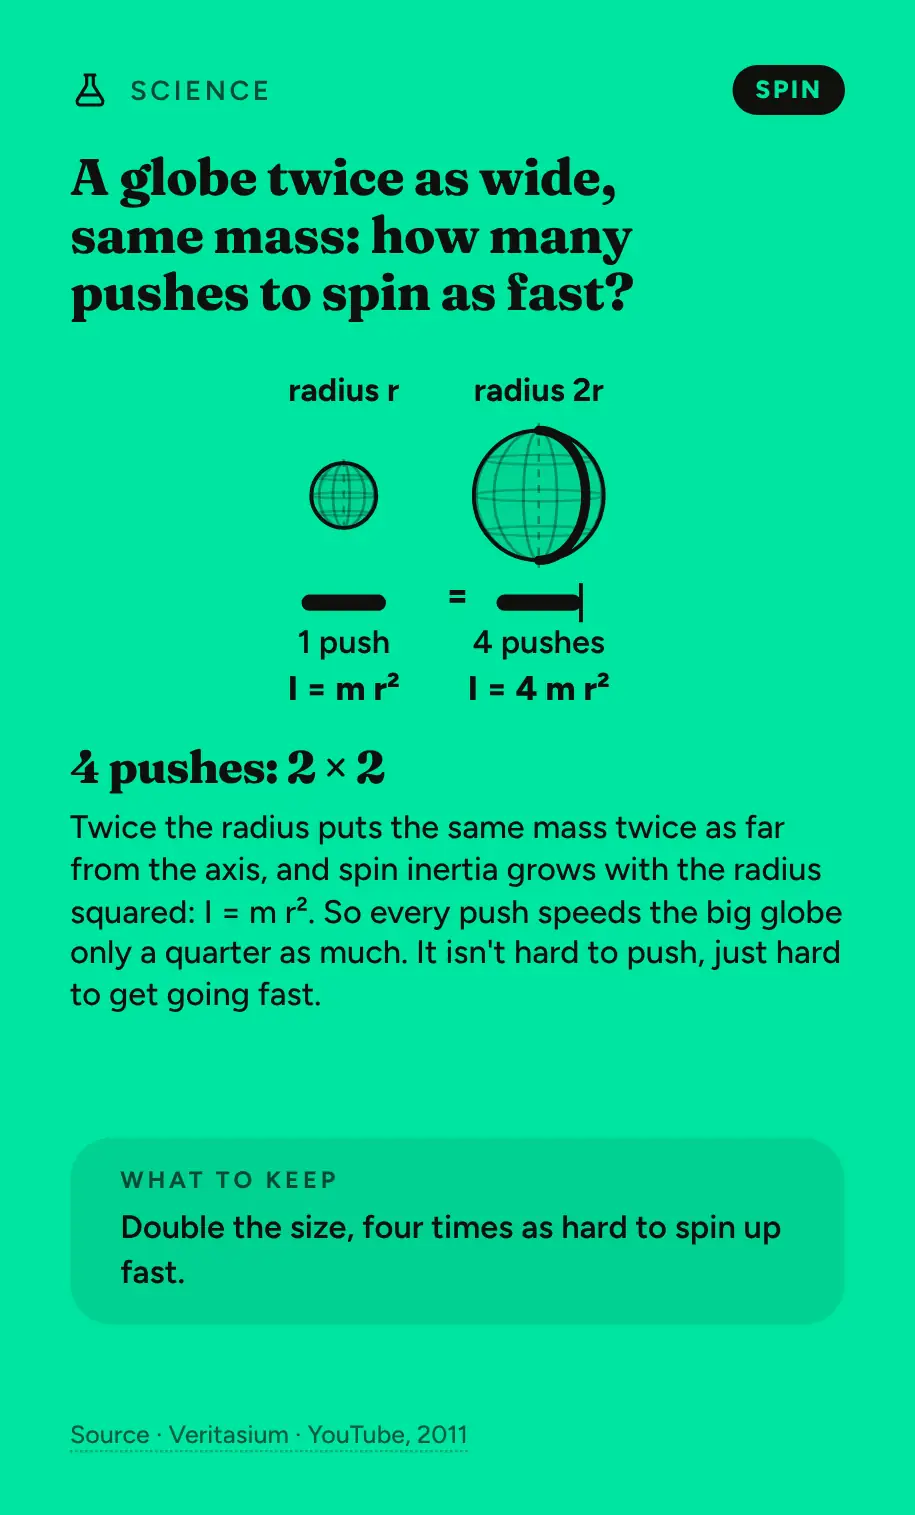 SCIENCE
SPIN
A globe twice as wide,
same mass: how many
pushes to spin as fast?
radius r
radius 2r
=
1 push
4 pushes
I = m r²
I = 4 m r²
4 pushes: 2 × 2
Twice the radius puts the same mass twice as far
from the axis, and spin inertia grows with the radius
squared: I = m r². So every push speeds the big globe
only a quarter as much. It isn't hard to push, just hard
to get going fast.
WHAT TO KEEP
Double the size, four times as hard to spin up
fast.
Source · Veritasium · YouTube, 2011